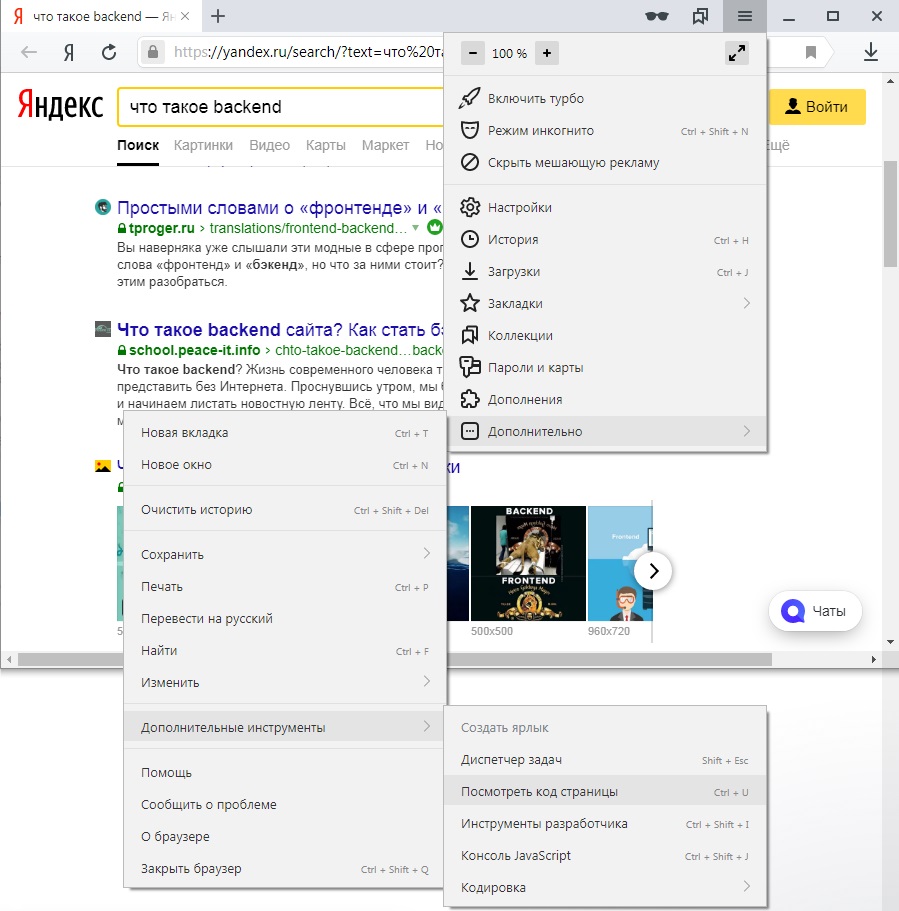 Я что такое backend — Ян
Я https://yandex.ru/search/?text=что%20та
Яндекс
что такое backend
Войти
Поиск Картинки Видео Карты Маркет Но
Простыми словами о «фронтенде» и «
tproger.ru › translations/frontend-backend…
Вы наверняка уже слышали эти модные в сфере прог
слова «фронтенд» и «бэкенд», но что за ними стоит?
этим разобраться.
Что такое backend сайта? Как стать бэ
school.peace-it.info › chto-takoe-backend…back
Что такое backend? Жизнь современного человека т
представить без Интернета. Проснувшись утром, мы б
и начинаем листать новостную ленту. Всё, что мы вид
ки
BACKEND
FRONTEND
Frontend
500x500
960x720
Чаты
100 %
Включить турбо
Режим инкогнито Ctrl + Shift + N
Скрыть мешающую рекламу
Настройки
История Ctrl + H
Загрузки Ctrl + J
Закладки
Коллекции
Пароли и карты
Дополнения
Дополнительно
Новая вкладка Ctrl + T
Новое окно Ctrl + N
Очистить историю Ctrl + Shift + Del
Сохранить
Печать Ctrl + P
Перевести на русский
Найти Ctrl + F
Изменить
Дополнительные инструменты
Помощь
Сообщить о проблеме
О браузере
Закрыть браузер Ctrl + Shift + Q
Создать ярлык
Диспетчер задач Shift + Esc
Посмотреть код страницы Ctrl + U
Инструменты разработчика Ctrl + Shift + I
Консоль JavaScript Ctrl + Shift + J
Кодировка